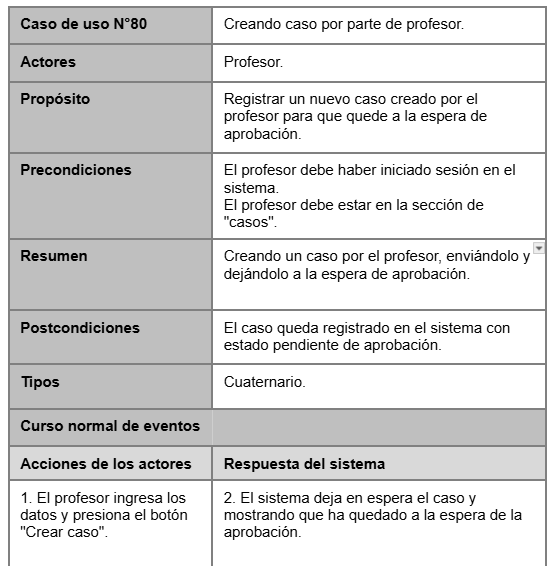 Caso de uso N°80
Creando caso por parte de profesor.
Actores
Profesor.
Propósito
Registrar un nuevo caso creado por el
profesor para que quede a la espera de
aprobación.
Precondiciones
El profesor debe haber iniciado sesión en el
sistema.
El profesor debe estar en la sección de
"casos".
Resumen
Creando un caso por el profesor, enviándolo y
dejándolo a la espera de aprobación.
Postcondiciones
El caso queda registrado en el sistema con
estado pendiente de aprobación.
Tipos
Cuaternario.
Curso normal de eventos
Acciones de los actores
Respuesta del sistema
1. El profesor ingresa los
datos y presiona el botón
"Crear caso".
2. El sistema deja en espera el caso y
mostrando que ha quedado a la espera de la
aprobación.